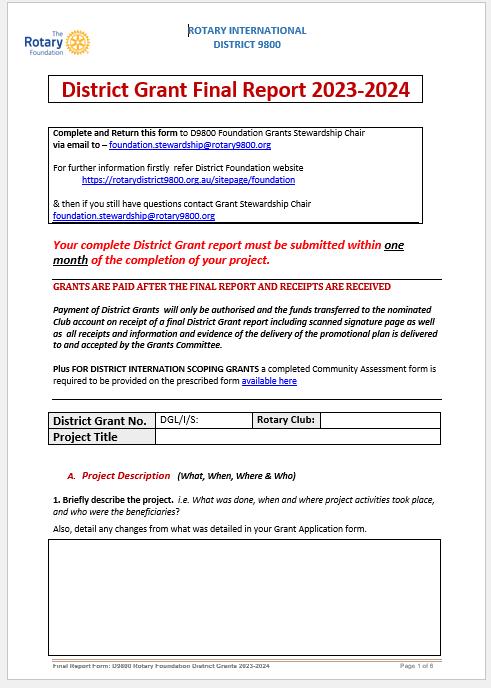 The
Rotary
Foundation
ROTARY INTERNATIONAL
DISTRICT 9800
District Grant Final Report 2023-2024
Complete and Return this form to D9800 Foundation Grants Stewardship Chair
via email to – foundation.stewardship@rotary9800.org
For further information firstly refer District Foundation website
https://rotarydistrict9800.org.au/sitepage/foundation
& then if you still have questions contact Grant Stewardship Chair
foundation.stewardship@rotary9800.org
Your complete District Grant report must be submitted within one
month of the completion of your project.
GRANTS ARE PAID AFTER THE FINAL REPORT AND RECEIPTS ARE RECEIVED
Payment of District Grants will only be authorised and the funds transferred to the nominated
Club account on receipt of a final District Grant report including scanned signature page as well
as all receipts and information and evidence of the delivery of the promotional plan is delivered
to and accepted by the Grants Committee.
Plus FOR DISTRICT INTERNATION SCOPING GRANTS a completed Community Assessment form is
required to be provided on the prescribed form available here
District Grant No. DGL/I/S: Rotary Club:
Project Title
A. Project Description (What, When, Where & Who)
1. Briefly describe the project. i.e. What was done, when and where project activities took place,
and who were the beneficiaries?
Also, detail any changes from what was detailed in your Grant Application form.
Final Report Form: D9800 Rotary Foundation District Grants 2023-2024 Page 1 of 6